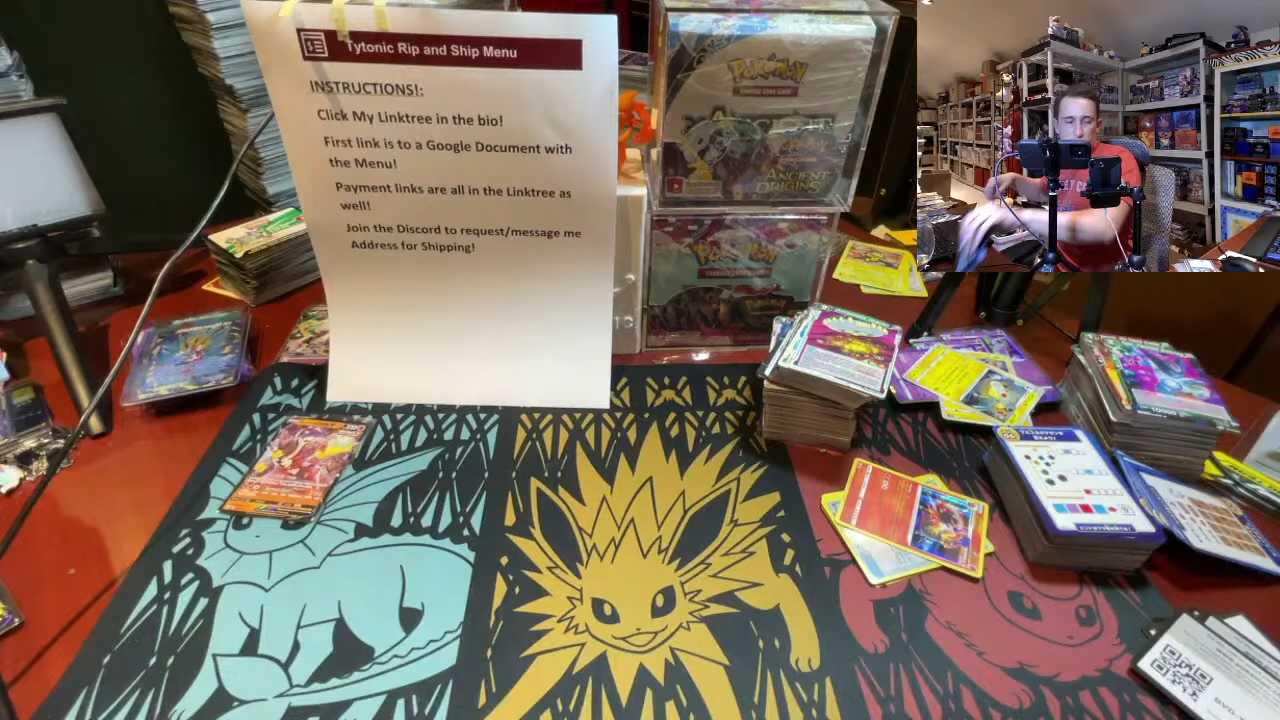 Tytonic Rip and Ship Menu
INSTRUCTIONS!:
Click My Linktree in the bio!
First link is to a Google Document with
the Menu!
Payment links are all in the Linktree as
well!
Join the Discord to request/message me
Address for Shipping!
Pokémon
ANCIENT
ORIGINS
Pokémon